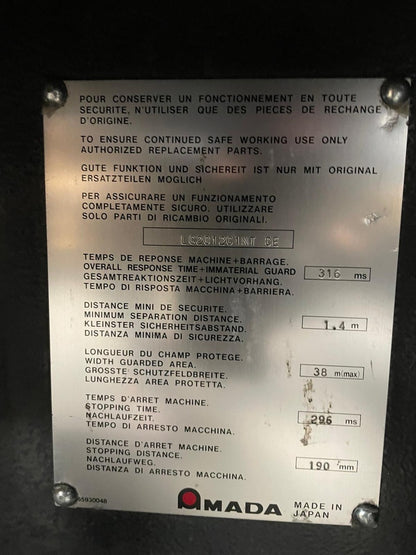 POUR CONSERVER UN FONCTIONNEMENT EN TOUTE
SECURITE, N'UTILISER QUE DES PIECES DE RECHANGE
D'ORIGINE.
TO ENSURE CONTINUED SAFE WORKING USE ONLY
AUTHORIZED REPLACEMENT PARTS.
GUTE FUNKTION UND SICHEREIT IST NUR MIT ORIGINAL
ERSATZTEILEN MOGLICH
PER ASSICURARE UN FUNZIONAMENTO
COMPLETAMENTE SICURO, UTILIZZARE
SOLO PARTI DI RICAMBIO ORIGINALI.
LC2012C1NT DE
TEMPS DE REPONSE MACHINE+BARRAGE.
OVERALL RESPONSE TIME+IMMATERIAL GUARD
GESAMTREAKTIONSZEIT+LICHTVORHANG.
TEMPO DI RISPOSTA MACCHINA+BARRIERA.
316 ms
DISTANCE MINI DE SECURITE.
MINIMUM SEPARATION DISTANCE.
KLEINSTER SICHERHEITSABSTAND.
DISTANZA MINIMA DI SICUREZZA.
1.4 m
LONGUEUR DU CHAMP PROTEGE.
WIDTH GUARDED AREA.
GROSSTE SCHUTZFELDBREITE.
LUNGHEZZA AREA PROTETTA.
38 m(max)
TEMPS D'ARRET MACHINE.
STOPPING TIME.
NACHLAUFZEIT.
TEMPO DI ARRESTO MACCHINA.
296 ms
DISTANCE D'ARRET MACHINE.
STOPPING DISTANCE.
NACHLAUFWEG.
DISTANZA DI ARRESTO MACCHINA.
190 mm
AMADA
MADE IN
JAPAN